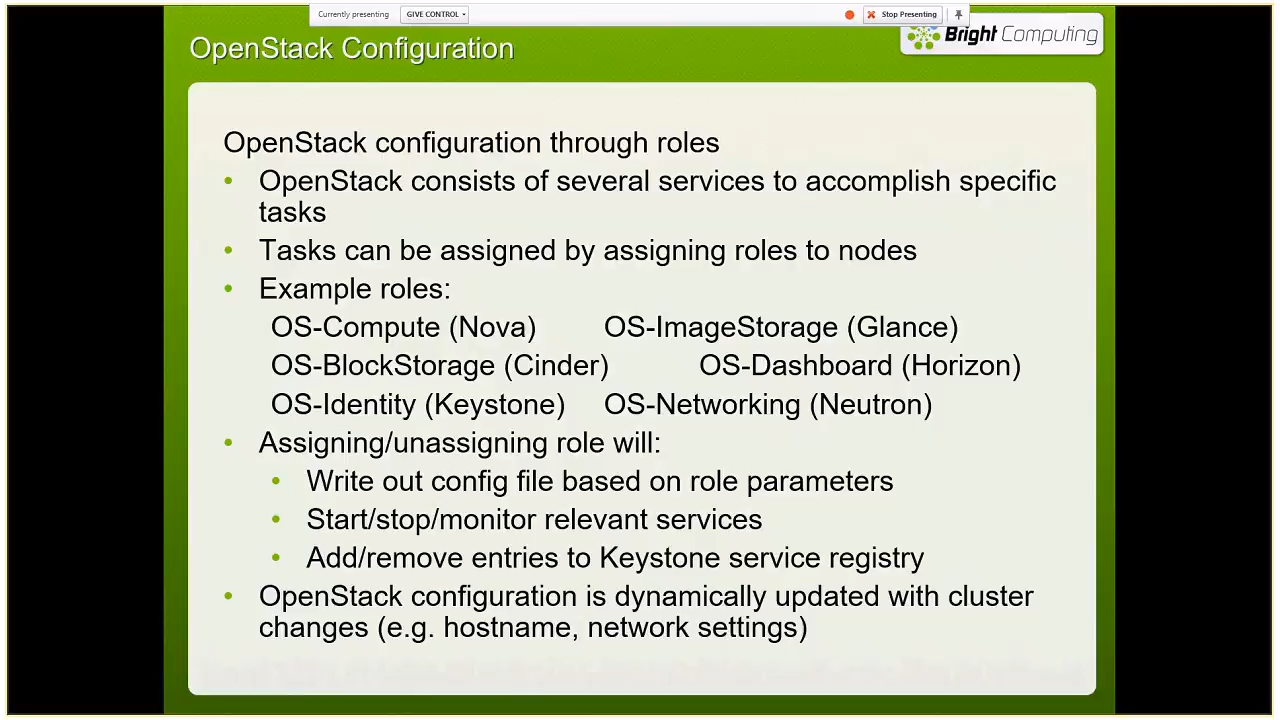 Currently presenting GIVE CONTROL Stop Presenting
OpenStack Configuration
Bright Computing
OpenStack configuration through roles
• OpenStack consists of several services to accomplish specific
tasks
• Tasks can be assigned by assigning roles to nodes
• Example roles:
OS-Compute (Nova) OS-ImageStorage (Glance)
OS-BlockStorage (Cinder) OS-Dashboard (Horizon)
OS-Identity (Keystone) OS-Networking (Neutron)
• Assigning/unassigning role will:
• Write out config file based on role parameters
• Start/stop/monitor relevant services
• Add/remove entries to Keystone service registry
• OpenStack configuration is dynamically updated with cluster
changes (e.g. hostname, network settings)